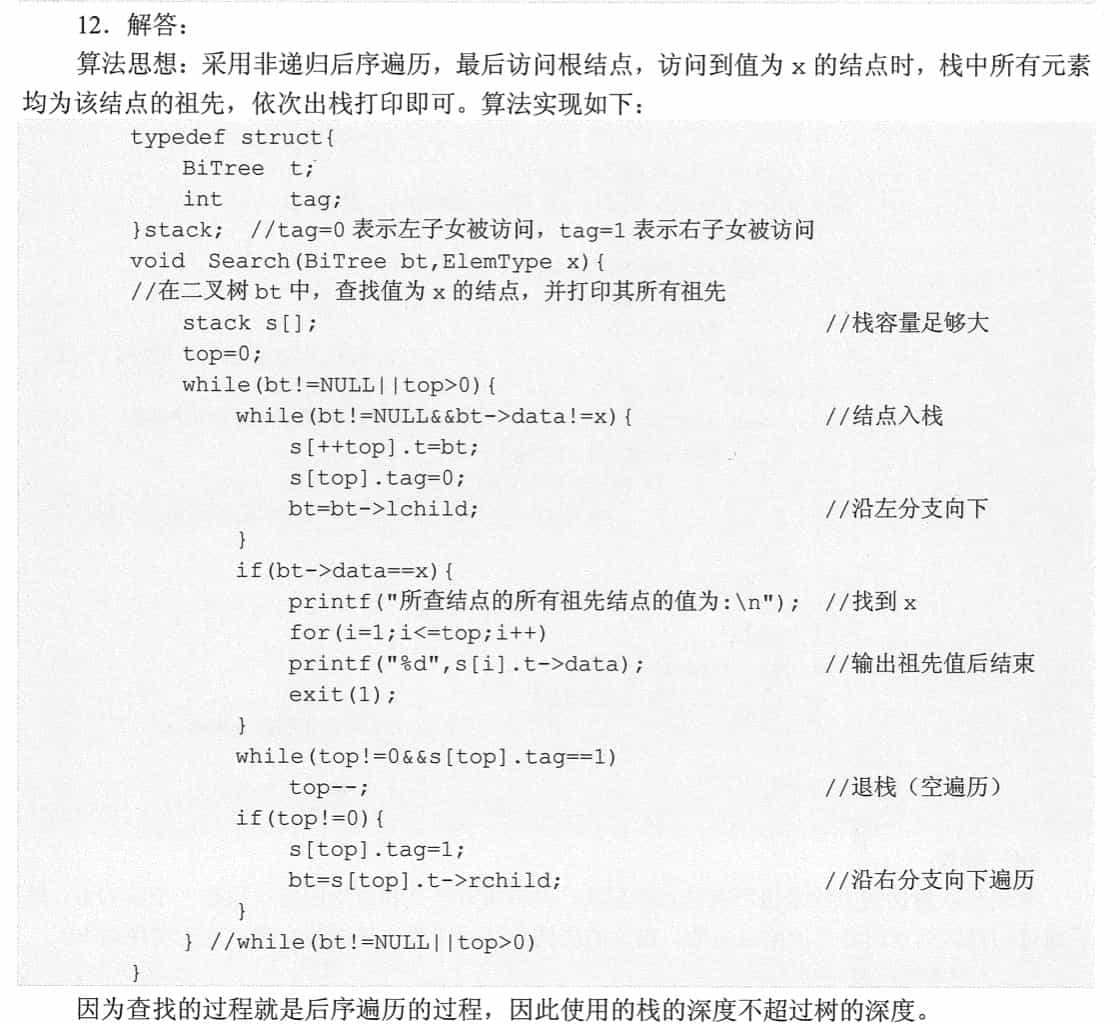 12．解答：
算法思想：采用非递归后序遍历，最后访问根结点，访问到值为 x 的结点时，栈中所有元素
均为该结点的祖先，依次出栈打印即可。算法实现如下：
typedef struct{
    BiTree  t;
    int     tag;
}stack;  //tag=0 表示左子女被访问，tag=1 表示右子女被访问
void  Search(BiTree bt,ElemType x){
//在二叉树 bt 中，查找值为 x 的结点，并打印其所有祖先
    stack s[];                                    //栈容量足够大
    top=0;
    while(bt!=NULL||top>0){
        while(bt!=NULL&&bt->data!=x){             //结点入栈
            s[++top].t=bt;
            s[top].tag=0;
            bt=bt->lchild;                        //沿左分支向下
        }
        if(bt->data==x){
            printf("所查结点的所有祖先结点的值为:\n");  //找到 x
            for(i=1;i<=top;i++)
            printf("%d",s[i].t->data);            //输出祖先值后结束
            exit(1);
        }
        while(top!=0&&s[top].tag==1)
            top--;                                //退栈（空遍历）
        if(top!=0){
            s[top].tag=1;
            bt=s[top].t->rchild;                  //沿右分支向下遍历
        }
    } //while(bt!=NULL||top>0)
}
因为查找的过程就是后序遍历的过程，因此使用的栈的深度不超过树的深度。